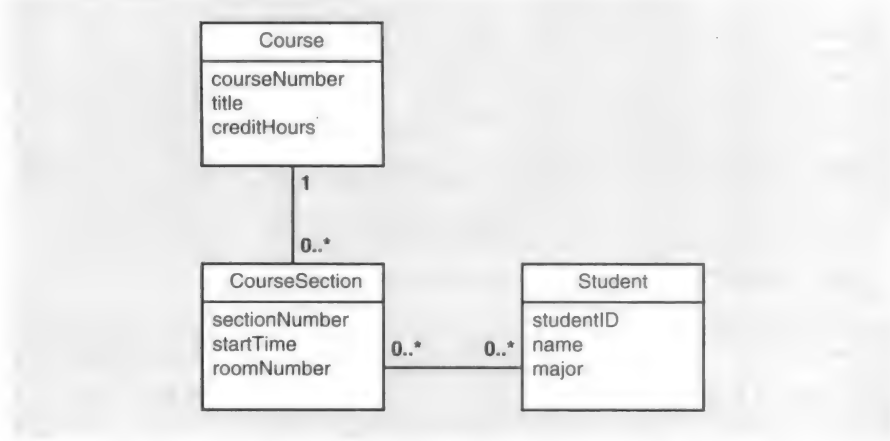 Course
courseNumber
title
creditHours
1
0..*
CourseSection
sectionNumber
startTime
roomNumber
0..*
0..*
Student
studentID
name
major